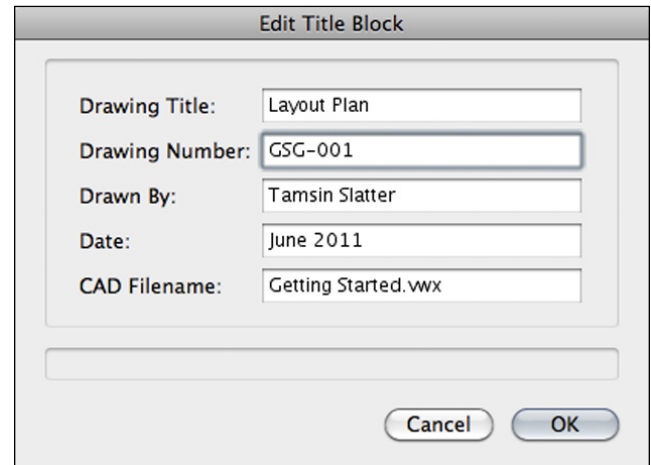 Edit Title Block
Drawing Title: Layout Plan
Drawing Number: GSG-001
Drawn By: Tamsin Slatter
Date: June 2011
CAD Filename: Getting Started.vwx
Cancel OK